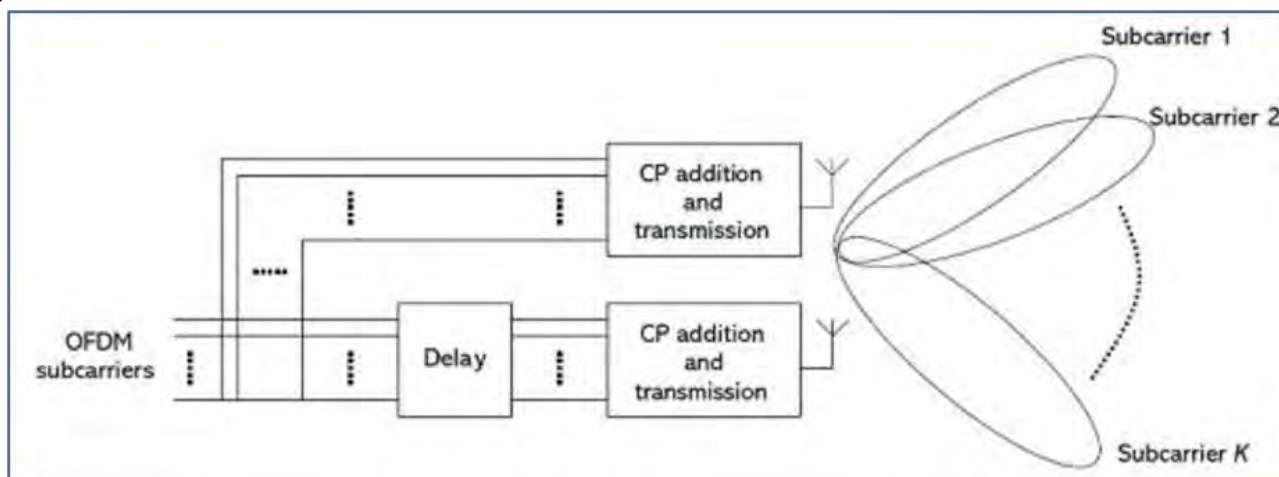 Subcarrier 1
Subcarrier 2
CP addition
and
transmission
OFDM
subcarriers
Delay
CP addition
and
transmission
Subcarrier K